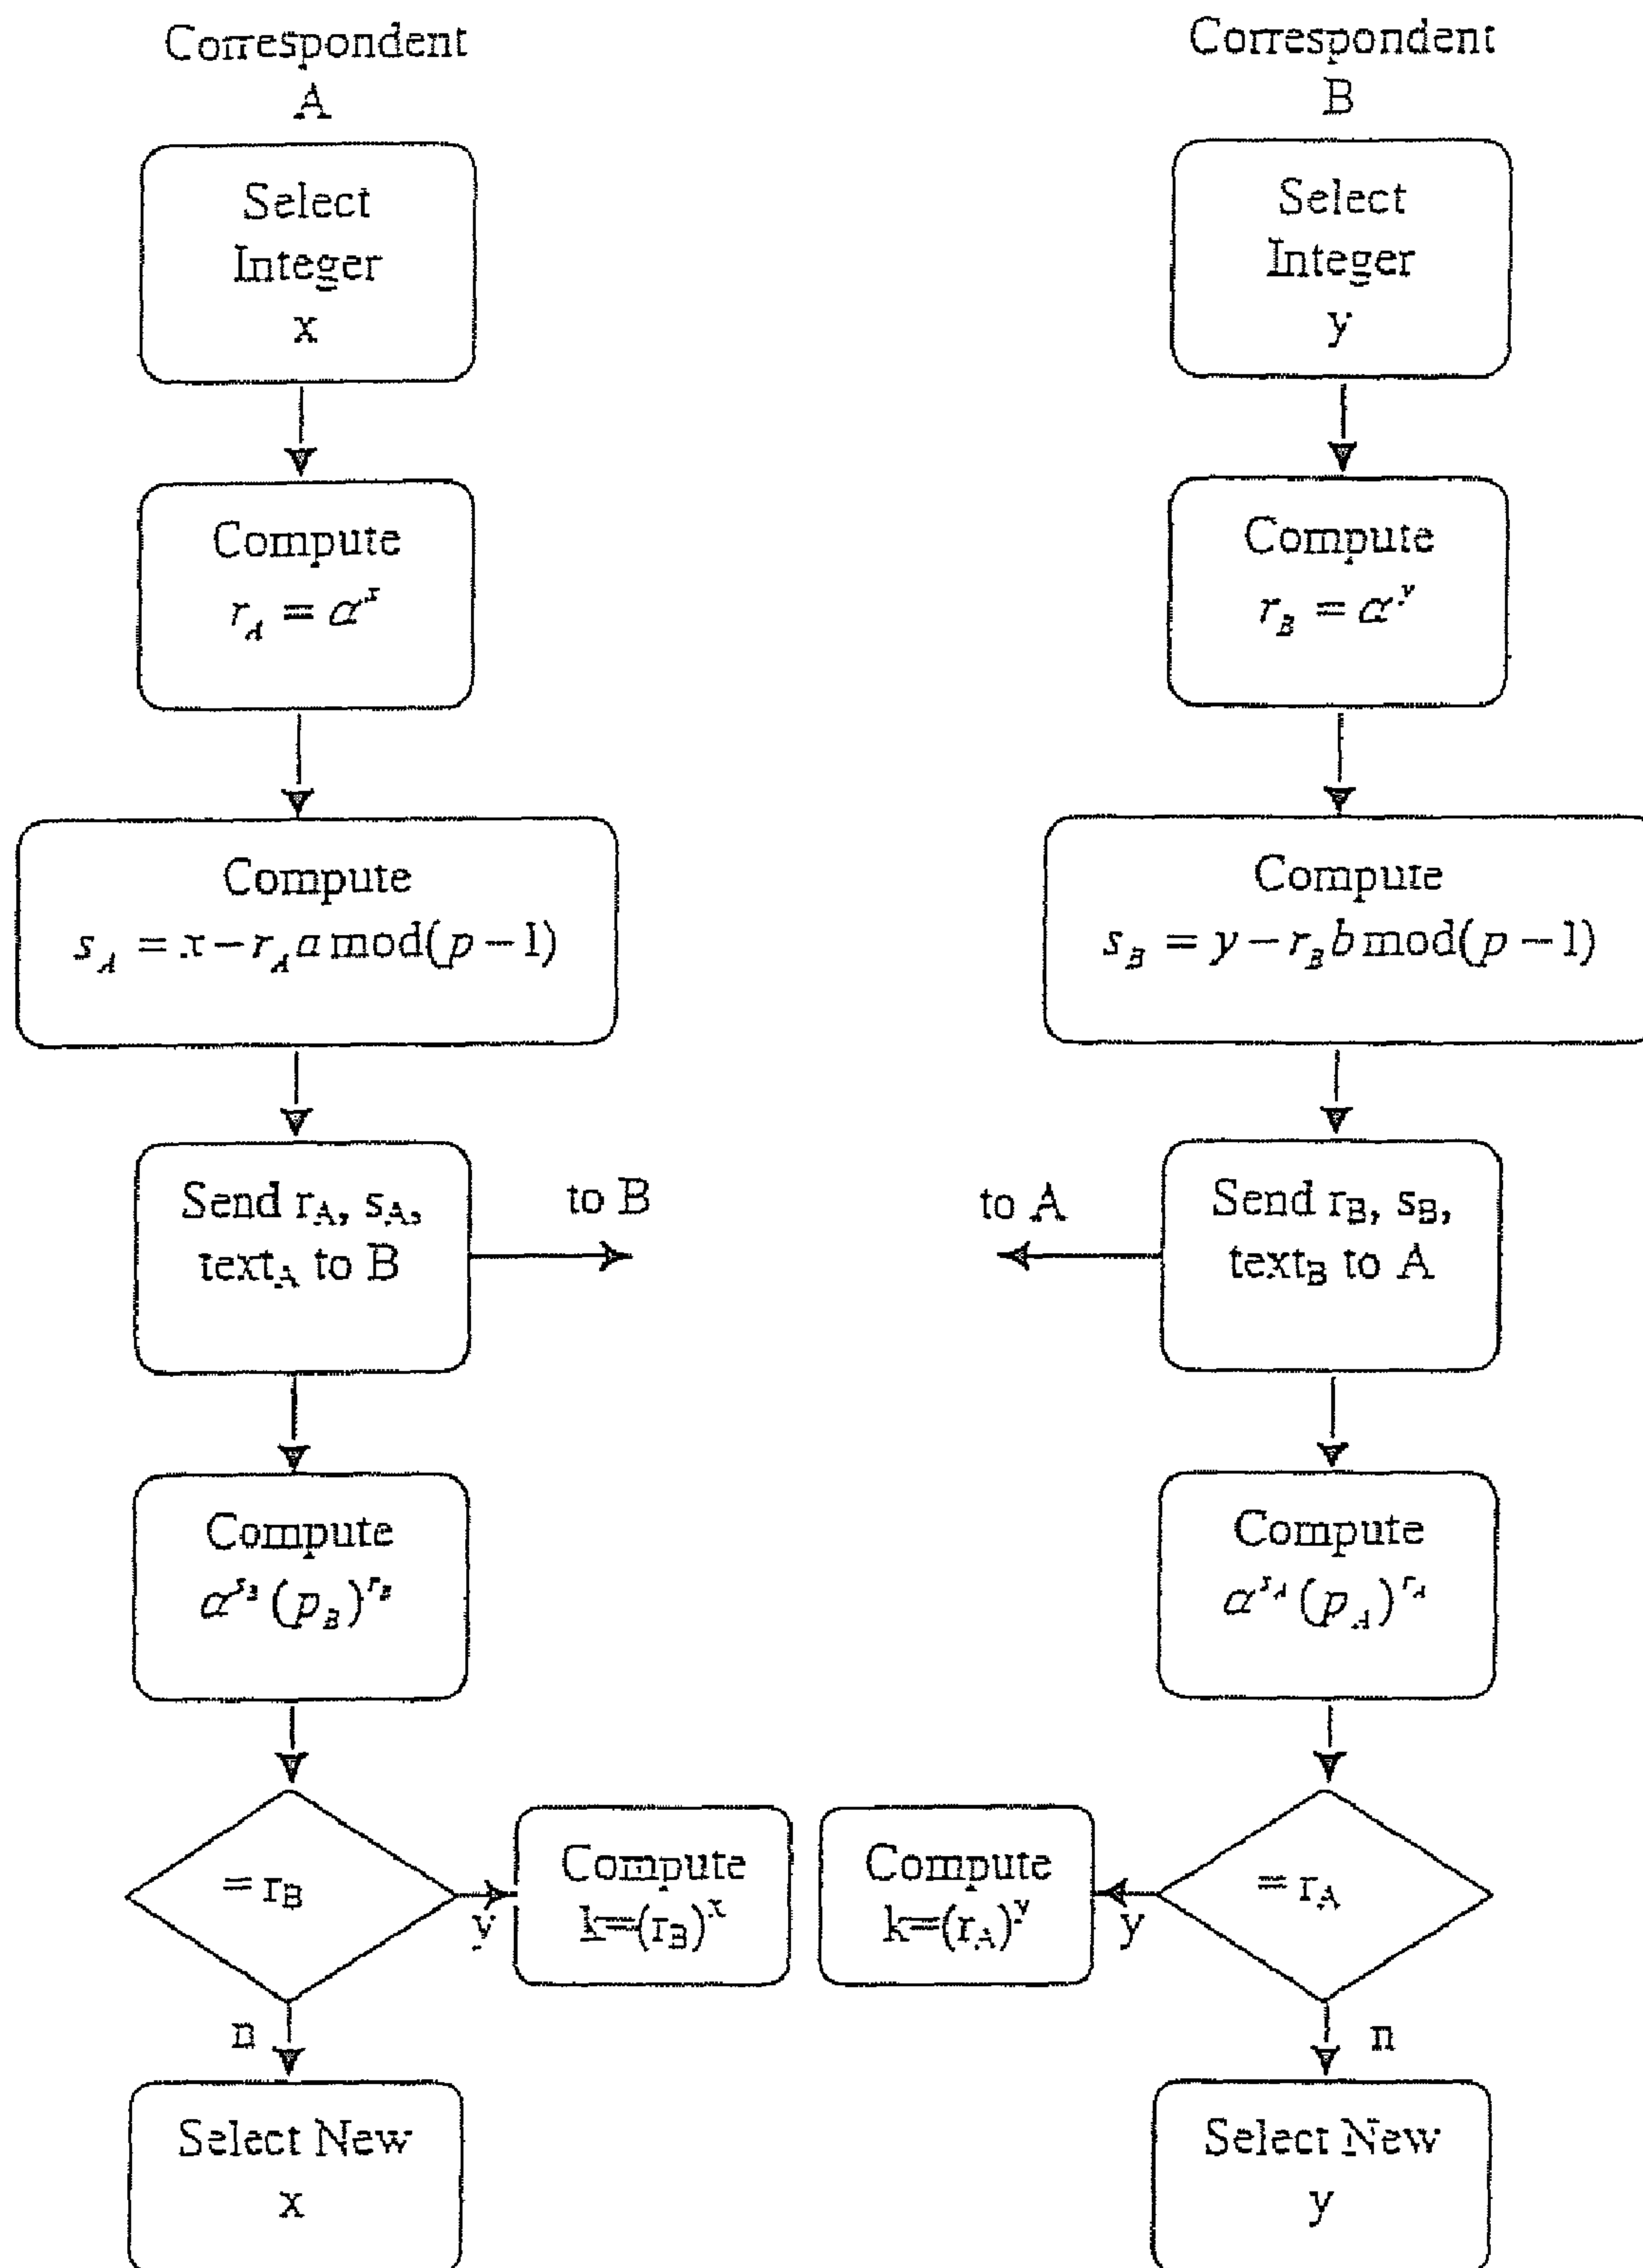 Correspondent
A
Select
Integer
x
Compute
r_A = α^x
Compute
s_A = x − r_A a mod(p − 1)
Send r_A, s_A,
text_A to B
to B
Compute
α^{s_B} (p_B)^{r_B}
= r_B
y
Compute
k=(r_B)^x
n
Select New
x
Correspondent
B
Select
Integer
y
Compute
r_B = α^y
Compute
s_B = y − r_B b mod(p − 1)
to A
Send r_B, s_B,
text_B to A
Compute
α^{s_A} (p_A)^{r_A}
= r_A
y
Compute
k=(r_A)^y
n
Select New
y